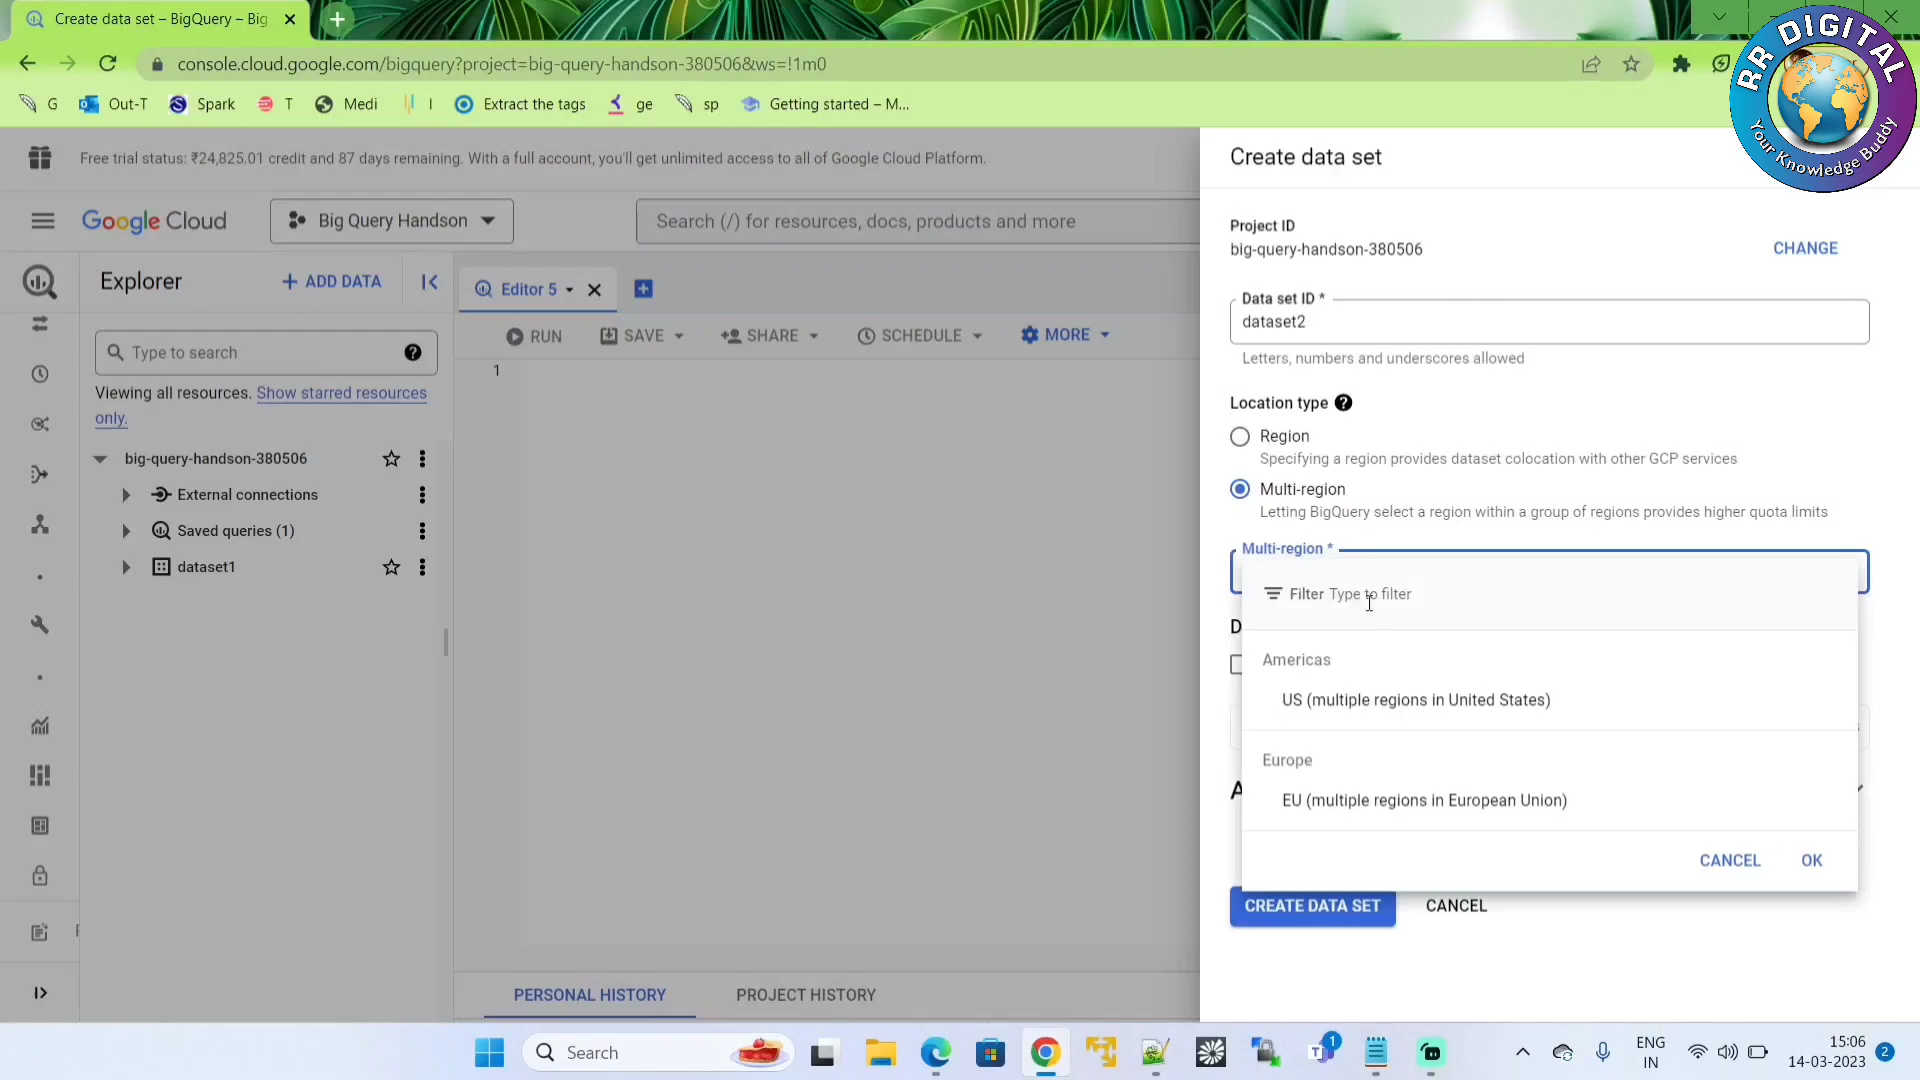 Create data set – BigQuery – Big
console.cloud.google.com/bigquery?project=big-query-handson-380506&ws=!1m0
G
Out-T
Spark
T
Medi
I
Extract the tags
ge
sp
Getting started – M...
RR DIGITAL
Your Knowledge Buddy
Free trial status: ₹24,825.01 credit and 87 days remaining. With a full account, you'll get unlimited access to all of Google Cloud Platform.
Google Cloud
Big Query Handson
Search (/) for resources, docs, products and more
Explorer
+ ADD DATA
Type to search
Viewing all resources. Show starred resources
only.
big-query-handson-380506
External connections
Saved queries (1)
dataset1
Editor 5
RUN
SAVE
SHARE
SCHEDULE
MORE
1
PERSONAL HISTORY
PROJECT HISTORY
Create data set
Project ID
big-query-handson-380506
CHANGE
Data set ID *
dataset2
Letters, numbers and underscores allowed
Location type
Region
Specifying a region provides dataset colocation with other GCP services
Multi-region
Letting BigQuery select a region within a group of regions provides higher quota limits
Multi-region *
Filter Type to filter
Americas
US (multiple regions in United States)
Europe
EU (multiple regions in European Union)
CANCEL
OK
CREATE DATA SET
CANCEL
Search
1
ENG
IN
15:06
14-03-2023
2